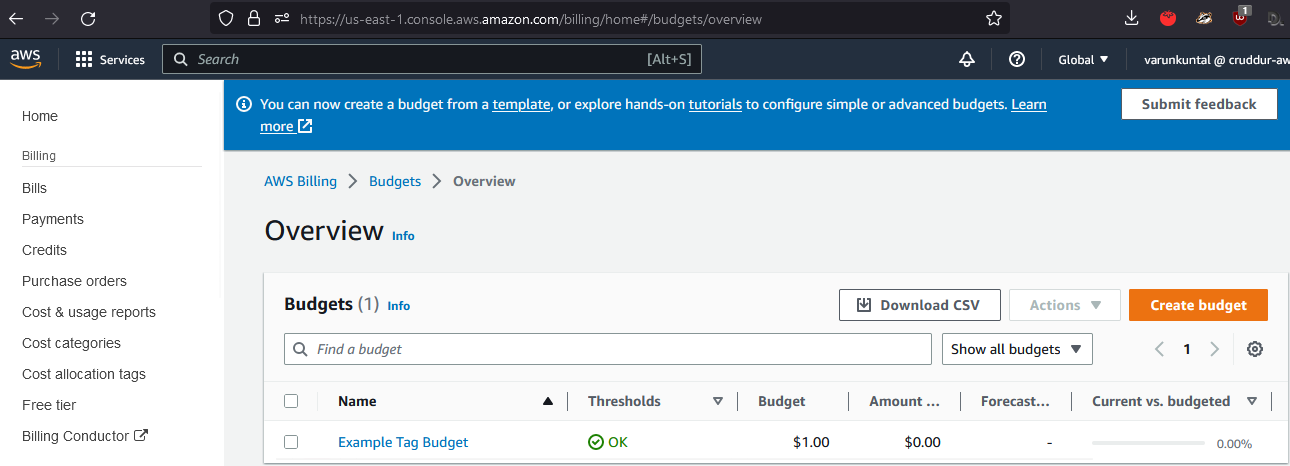 https://us-east-1.console.aws.amazon.com/billing/home#/budgets/overview
1
aws
Services
Search
[Alt+S]
Global
varunkuntal @ cruddur-aw
Home
Billing
Bills
Payments
Credits
Purchase orders
Cost & usage reports
Cost categories
Cost allocation tags
Free tier
Billing Conductor
You can now create a budget from a template, or explore hands-on tutorials to configure simple or advanced budgets. Learn
more
Submit feedback
AWS Billing > Budgets > Overview
Overview Info
Budgets (1) Info
Download CSV
Actions
Create budget
Find a budget
Show all budgets
1
Name Thresholds Budget Amount ... Forecast... Current vs. budgeted
Example Tag Budget OK $1.00 $0.00 - 0.00%